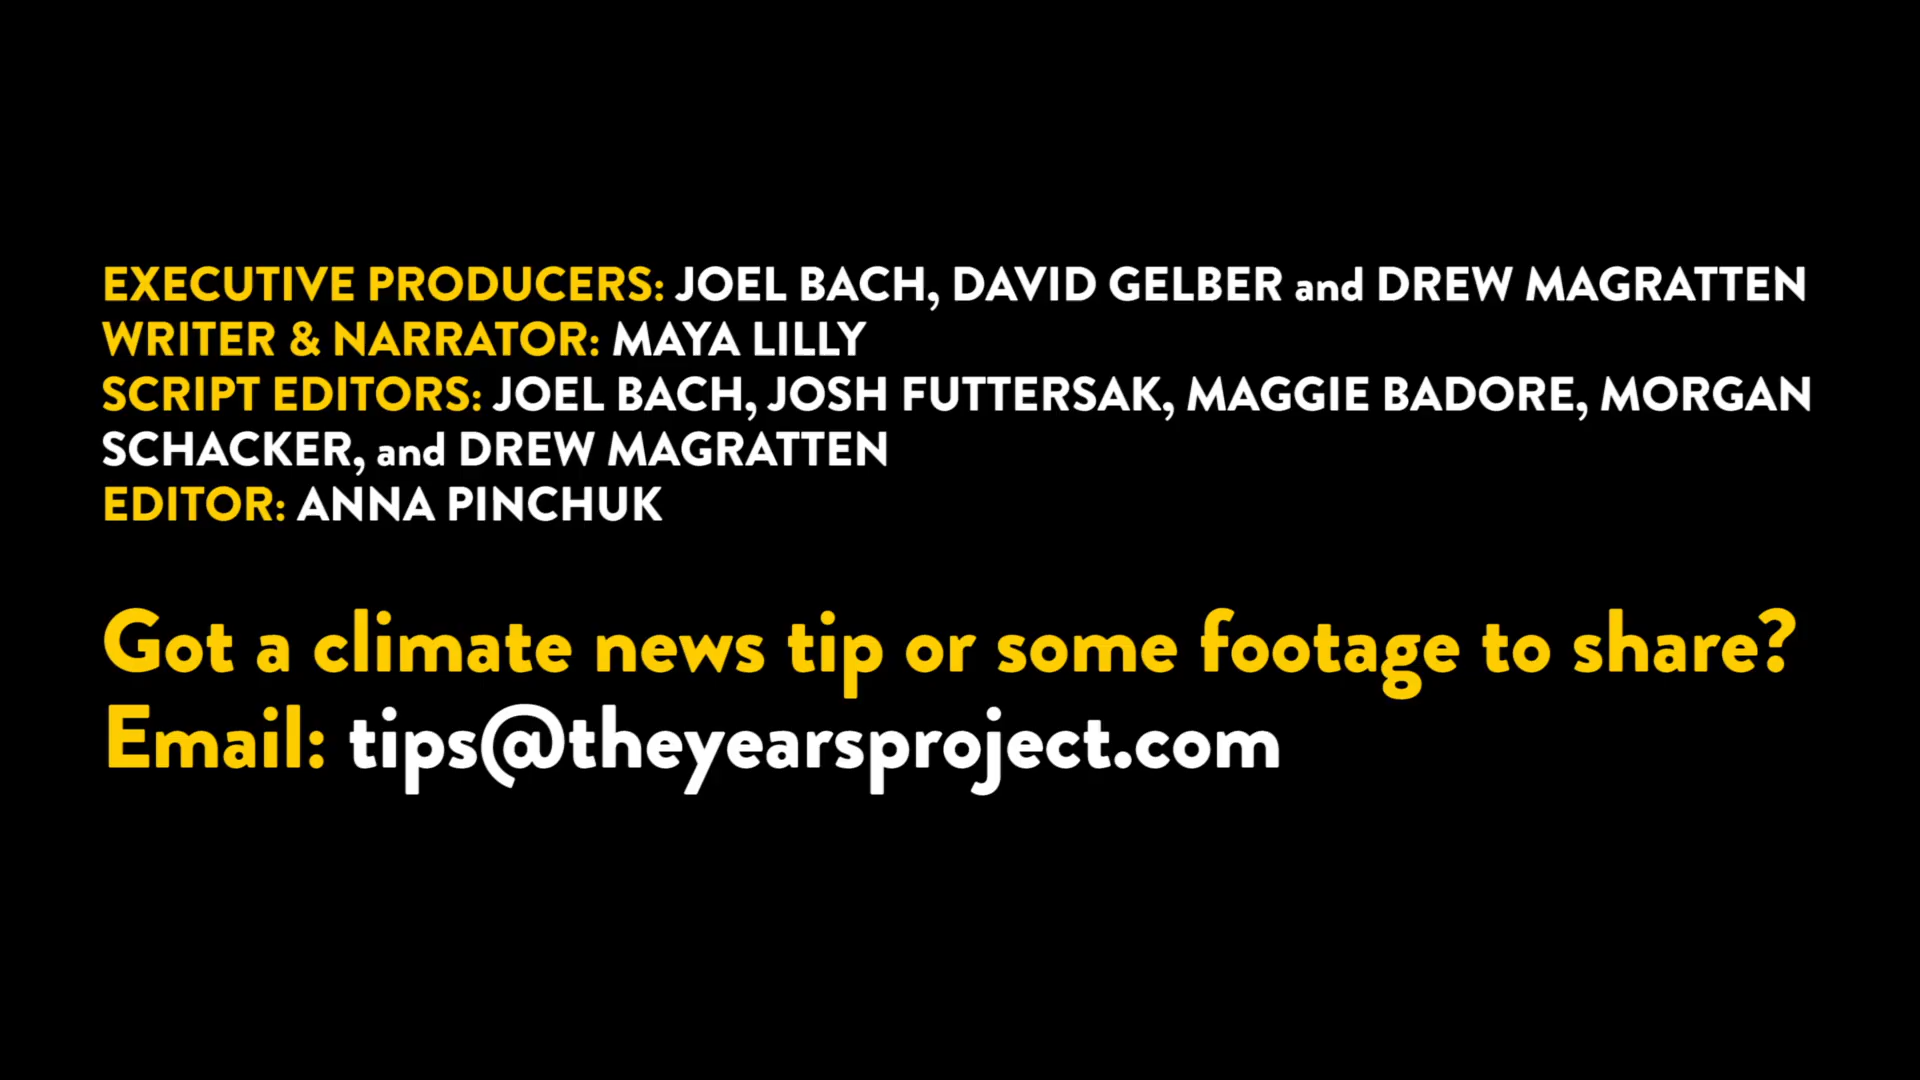 EXECUTIVE PRODUCERS: JOEL BACH, DAVID GELBER and DREW MAGRATTEN
WRITER & NARRATOR: MAYA LILLY
SCRIPT EDITORS: JOEL BACH, JOSH FUTTERSAK, MAGGIE BADORE, MORGAN
SCHACKER, and DREW MAGRATTEN
EDITOR: ANNA PINCHUK
Got a climate news tip or some footage to share?
Email: tips@theyearsproject.com